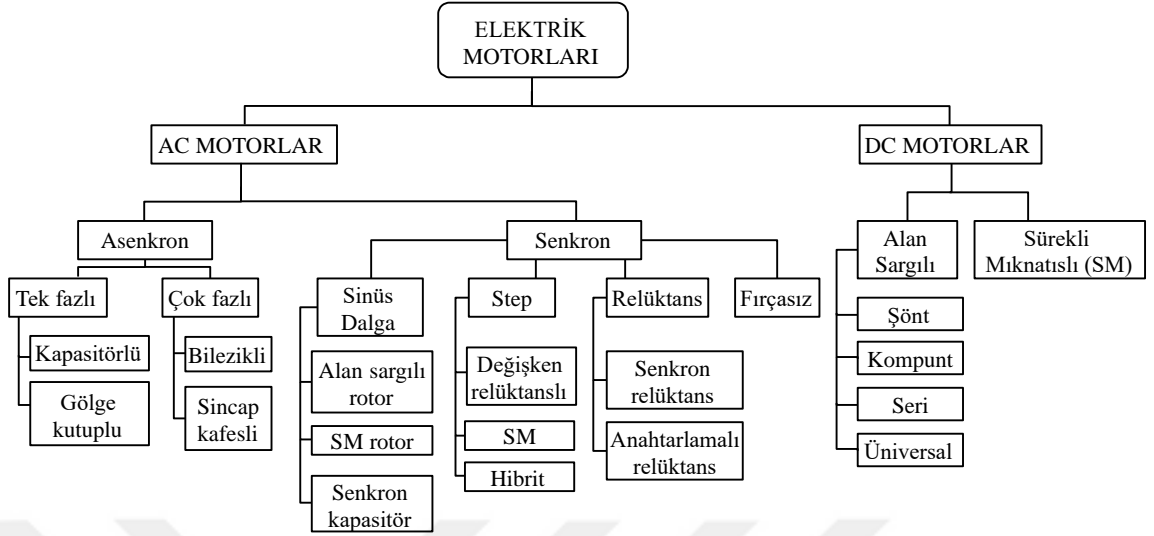 ELEKTRİK
MOTORLARI
AC MOTORLAR
DC MOTORLAR
Asenkron
Senkron
Alan
Sargılı
Sürekli
Mıknatıslı (SM)
Tek fazlı
Çok fazlı
Sinüs
Dalga
Step
Relüktans
Fırçasız
Kapasitörlü
Gölge
kutuplu
Bilezikli
Sincap
kafesli
Alan sargılı
rotor
SM rotor
Senkron
kapasitör
Değişken
relüktanslı
SM
Hibrit
Senkron
relüktans
Anahtarlamalı
relüktans
Şönt
Kompunt
Seri
Üniversal